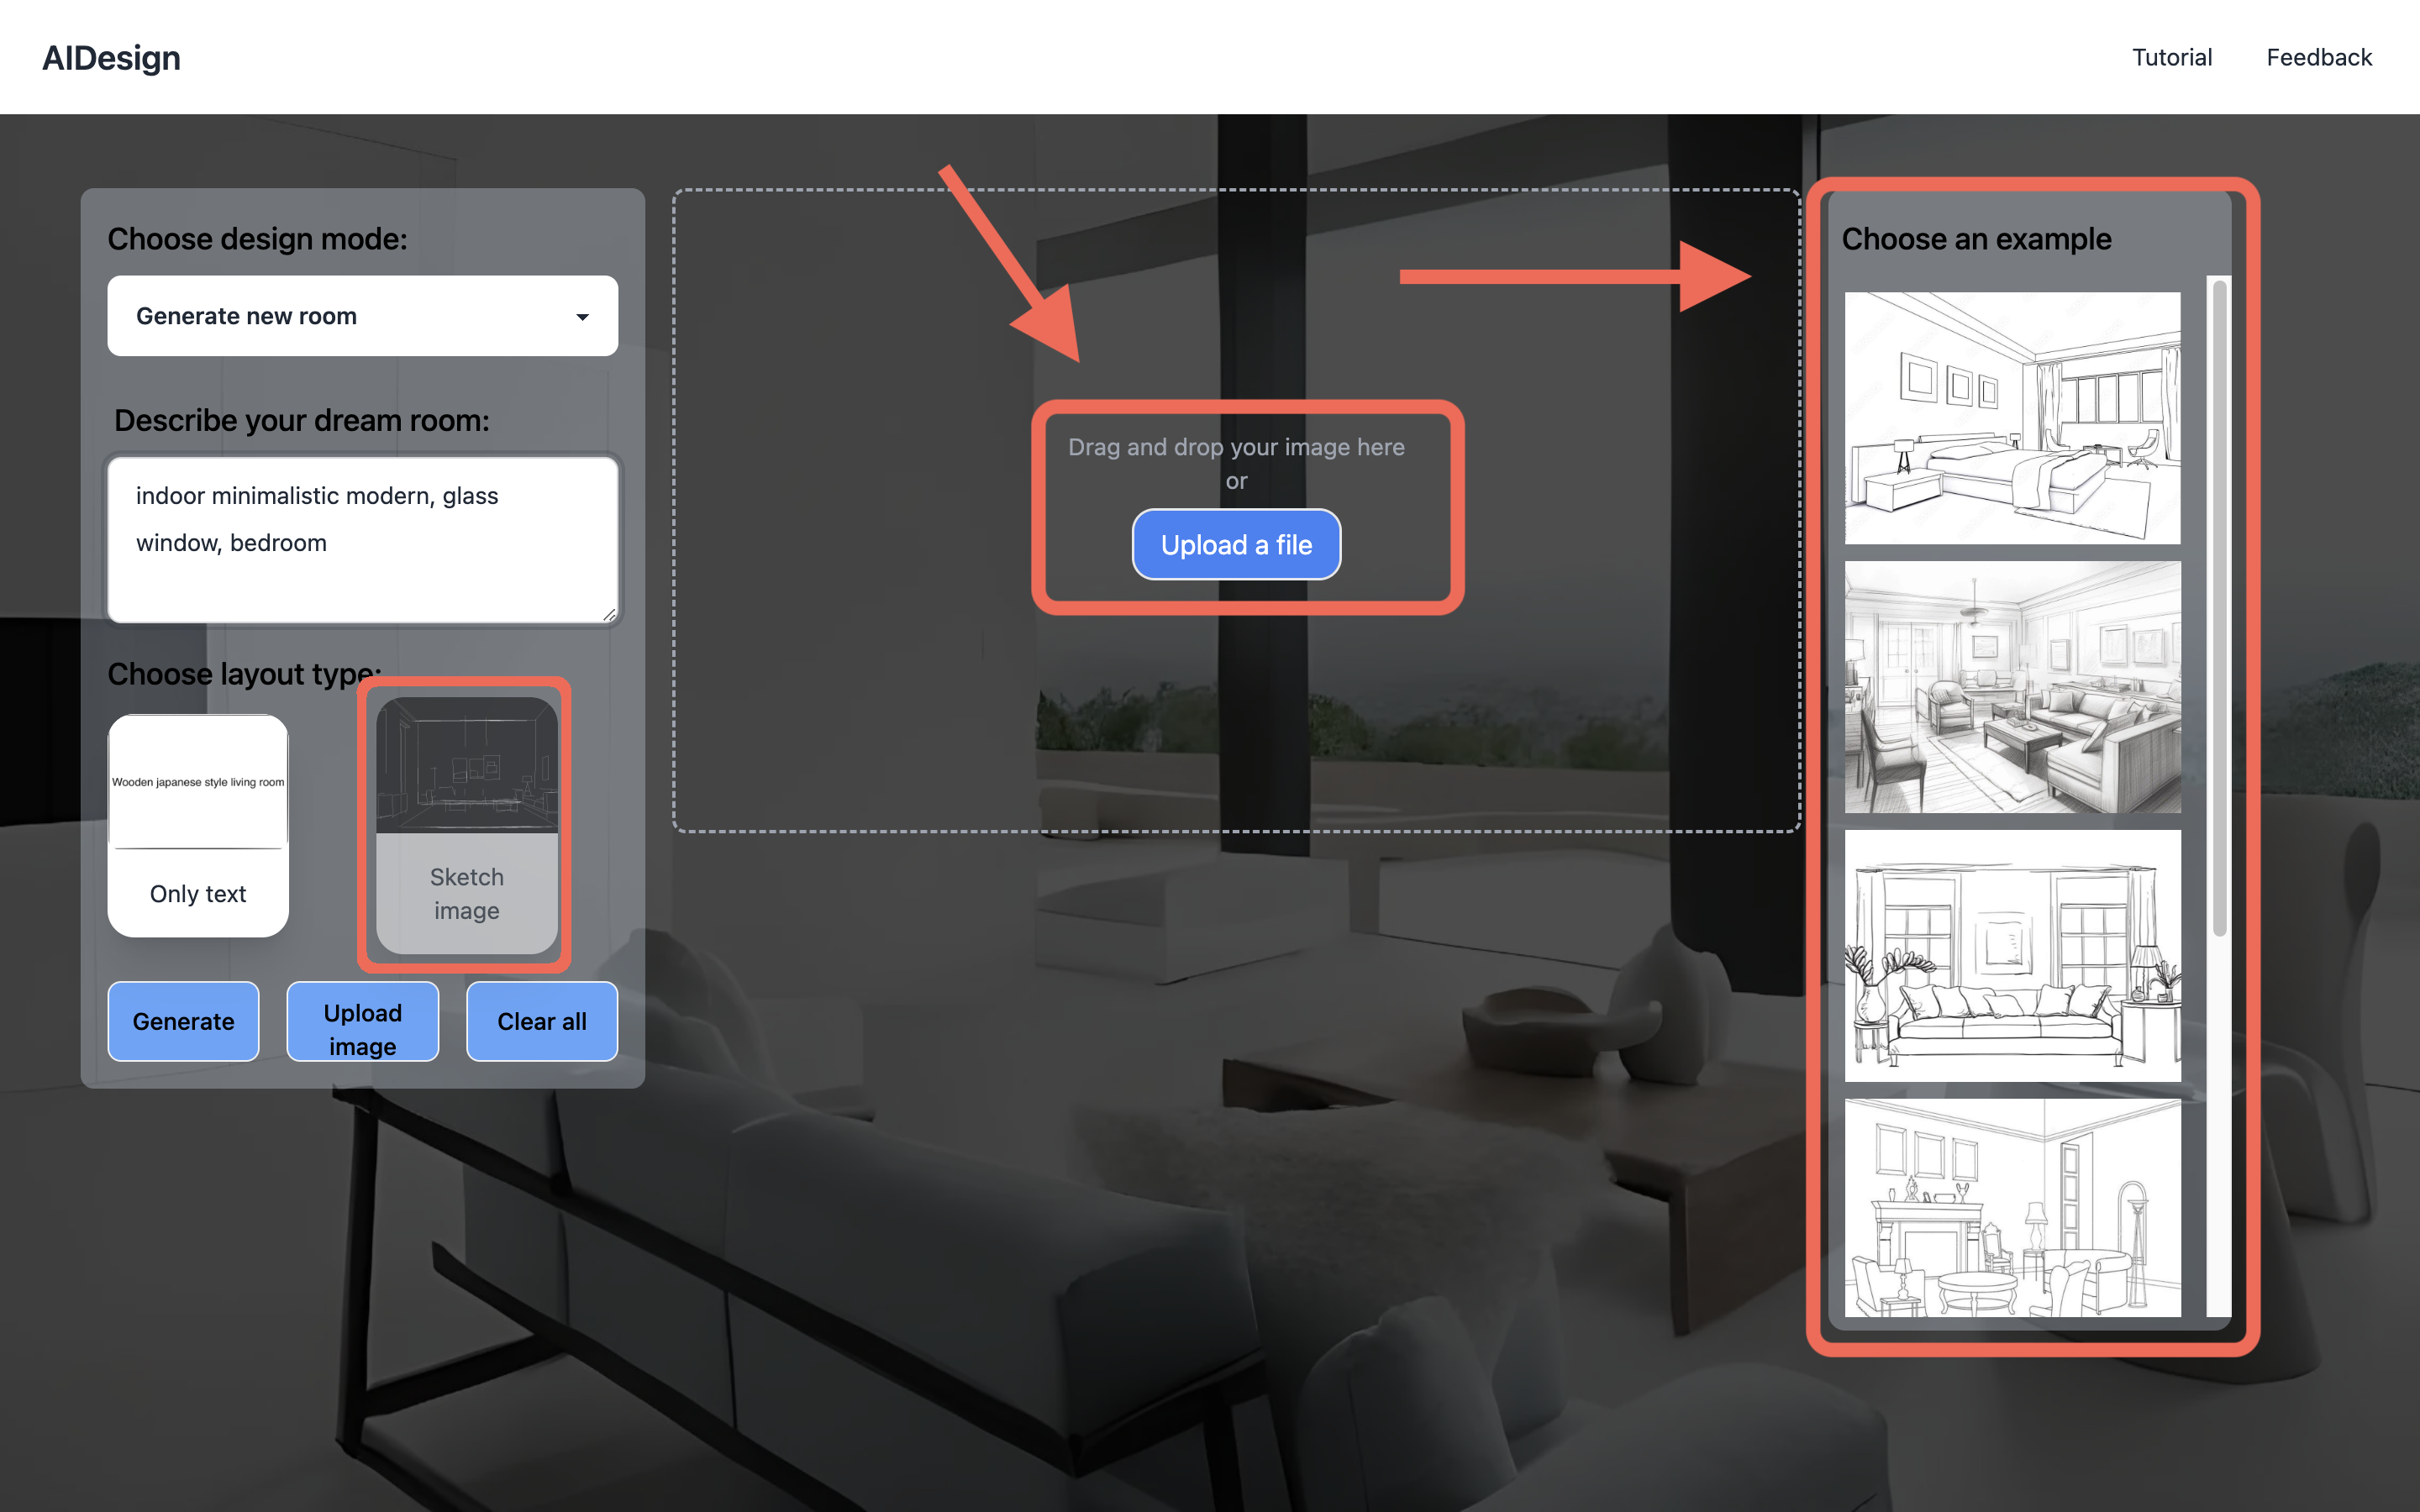 AIDesign
Tutorial
Feedback
Choose design mode:
Generate new room
Describe your dream room:
indoor minimalistic modern, glass
window, bedroom
Choose layout type:
Wooden japanese style living room
Only text
Sketch
image
Generate
Upload
image
Clear all
Drag and drop your image here
or
Upload a file
Choose an example